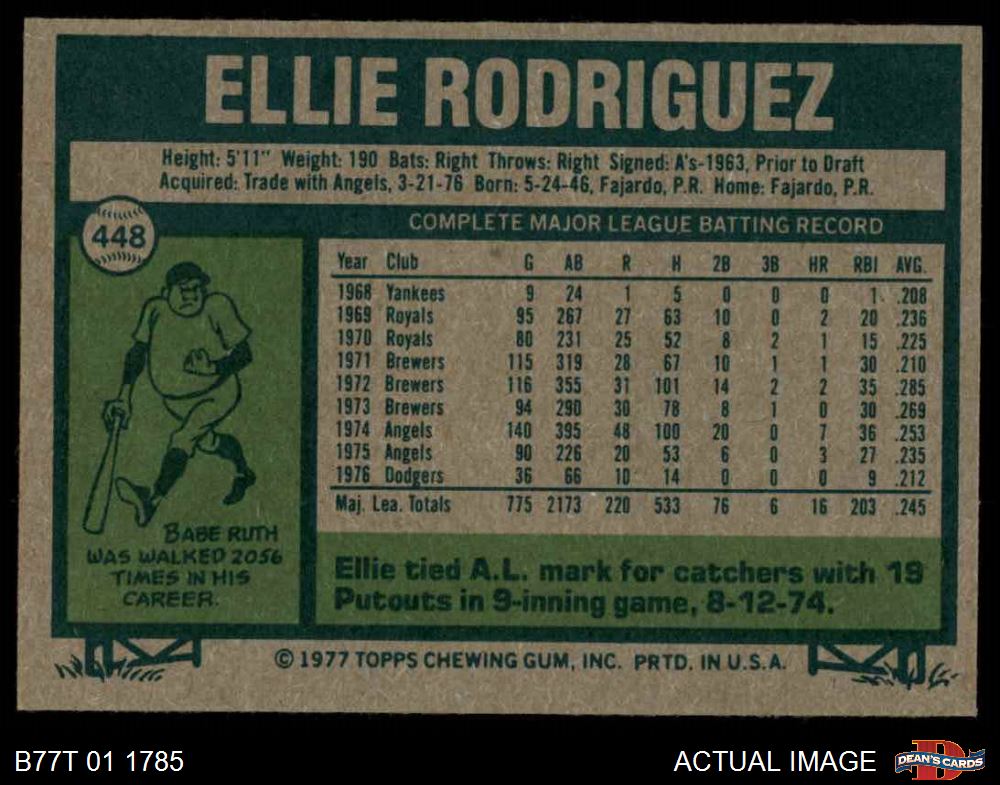 ELLIE RODRIGUEZ
Height: 5'11" Weight: 190 Bats: Right Throws: Right Signed: A's-1963, Prior to Draft
Acquired: Trade with Angels, 3-21-76 Born: 5-24-46, Fajardo, P.R. Home: Fajardo, P.R.
448
COMPLETE MAJOR LEAGUE BATTING RECORD
Year Club G AB R H 2B 3B HR RBI AVG.
1968 Yankees 9 24 1 5 0 0 0 1 .208
1969 Royals 95 267 27 63 10 0 2 20 .236
1970 Royals 80 231 25 52 8 2 1 15 .225
1971 Brewers 115 319 28 67 10 1 1 30 .210
1972 Brewers 116 355 31 101 14 2 2 35 .285
1973 Brewers 94 290 30 78 8 1 0 30 .269
1974 Angels 140 395 48 100 20 0 7 36 .253
1975 Angels 90 226 20 53 6 0 3 27 .235
1976 Dodgers 36 66 10 14 0 0 0 9 .212
Maj. Lea. Totals 775 2173 220 533 76 6 16 203 .245
BABE RUTH
WAS WALKED 2056
TIMES IN HIS
CAREER.
Ellie tied A.L. mark for catchers with 19
Putouts in 9-inning game, 8-12-74.
© 1977 TOPPS CHEWING GUM, INC. PRTD. IN U.S.A.
B77T 01 1785
ACTUAL IMAGE
DEAN'S CARDS